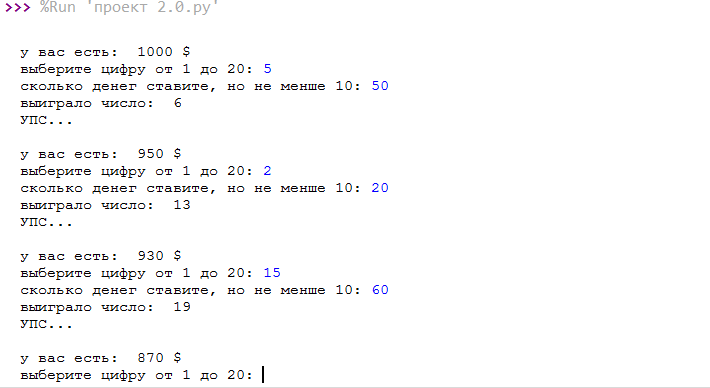 >>> %Run 'проект 2.0.py'
у вас есть:  1000 $
выберите цифру от 1 до 20: 5
сколько денег ставите, но не менше 10: 50
выиграло число:  6
УПС...
у вас есть:  950 $
выберите цифру от 1 до 20: 2
сколько денег ставите, но не менше 10: 20
выиграло число:  13
УПС...
у вас есть:  930 $
выберите цифру от 1 до 20: 15
сколько денег ставите, но не менше 10: 60
выиграло число:  19
УПС...
у вас есть:  870 $
выберите цифру от 1 до 20: